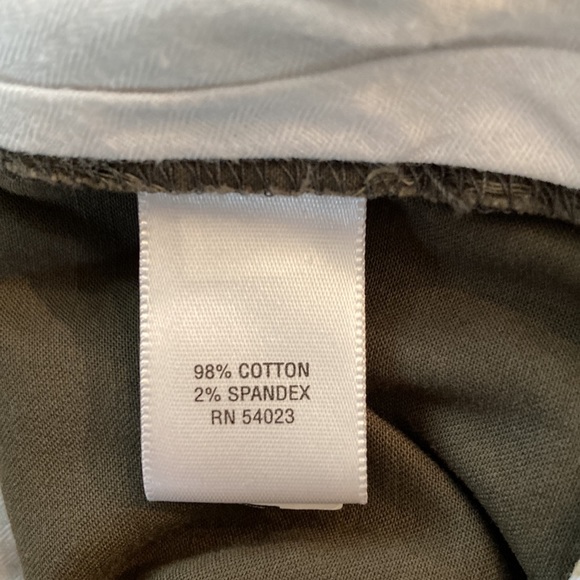 98% COTTON
2% SPANDEX
RN 54023